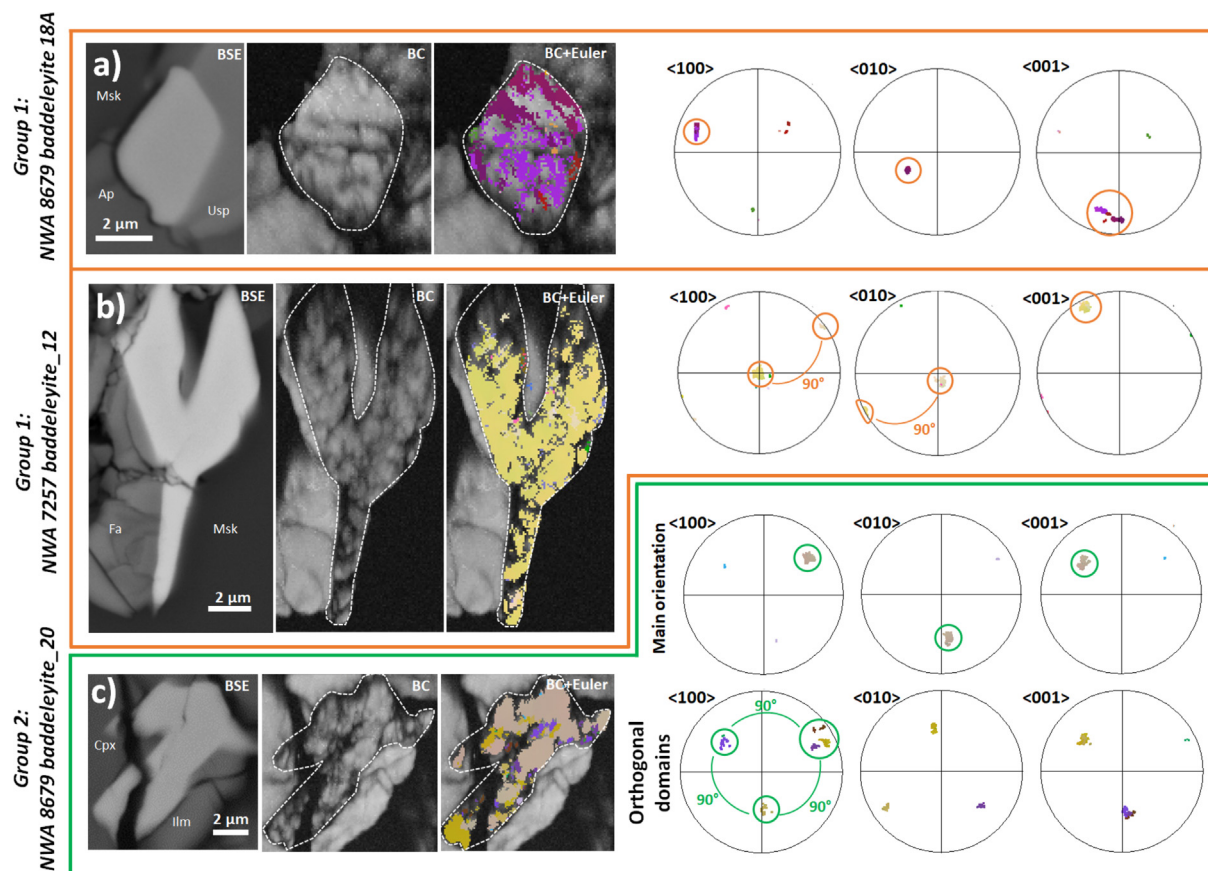 Group 1:
NWA 8679 baddeleyite 18A
a)
BSE
Msk
Ap
Usp
2 µm
BC
BC+Euler
<100>
<010>
<001>
Group 1:
NWA 7257 baddeleyite_12
b)
BSE
Fa
Msk
2 µm
BC
BC+Euler
<100>
<010>
<001>
90°
90°
Main orientation
<100>
<010>
<001>
Group 2:
NWA 8679 baddeleyite_20
c)
BSE
Cpx
Ilm
2 µm
BC
BC+Euler
Orthogonal
domains
<100>
<010>
<001>
90°
90°
90°